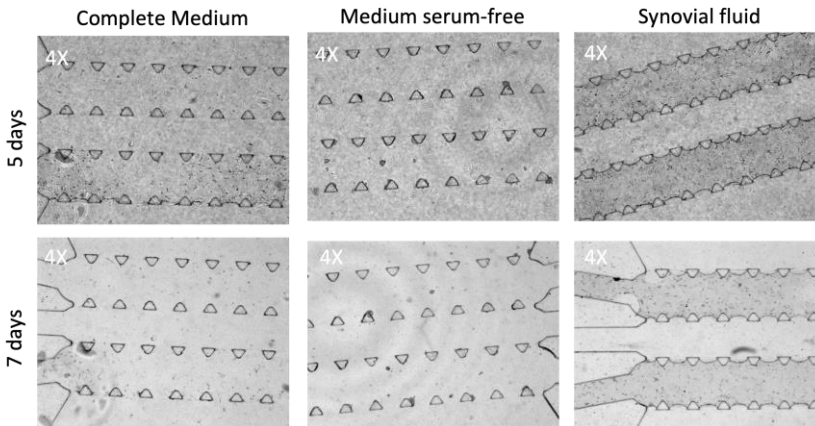 Complete Medium
Medium serum-free
Synovial fluid
5 days
4X
4X
4X
7 days
4X
4X
4X